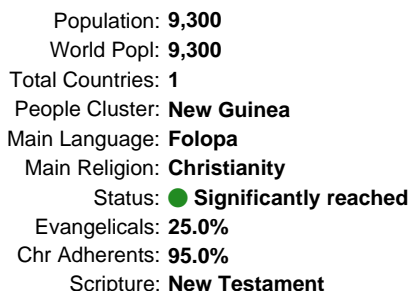 Population: 9,300
World Popl: 9,300
Total Countries: 1
People Cluster: New Guinea
Main Language: Folopa
Main Religion: Christianity
Status: Significantly reached
Evangelicals: 25.0%
Chr Adherents: 95.0%
Scripture: New Testament